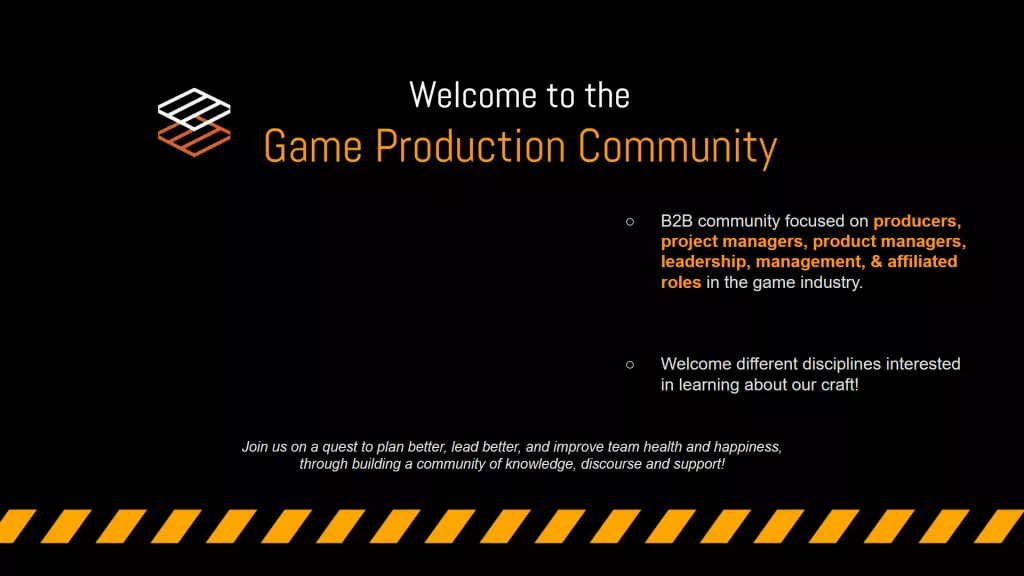 Welcome to the
Game Production Community
○ B2B community focused on producers,
project managers, product managers,
leadership, management, & affiliated
roles in the game industry.
○ Welcome different disciplines interested
in learning about our craft!
Join us on a quest to plan better, lead better, and improve team health and happiness,
through building a community of knowledge, discourse and support!